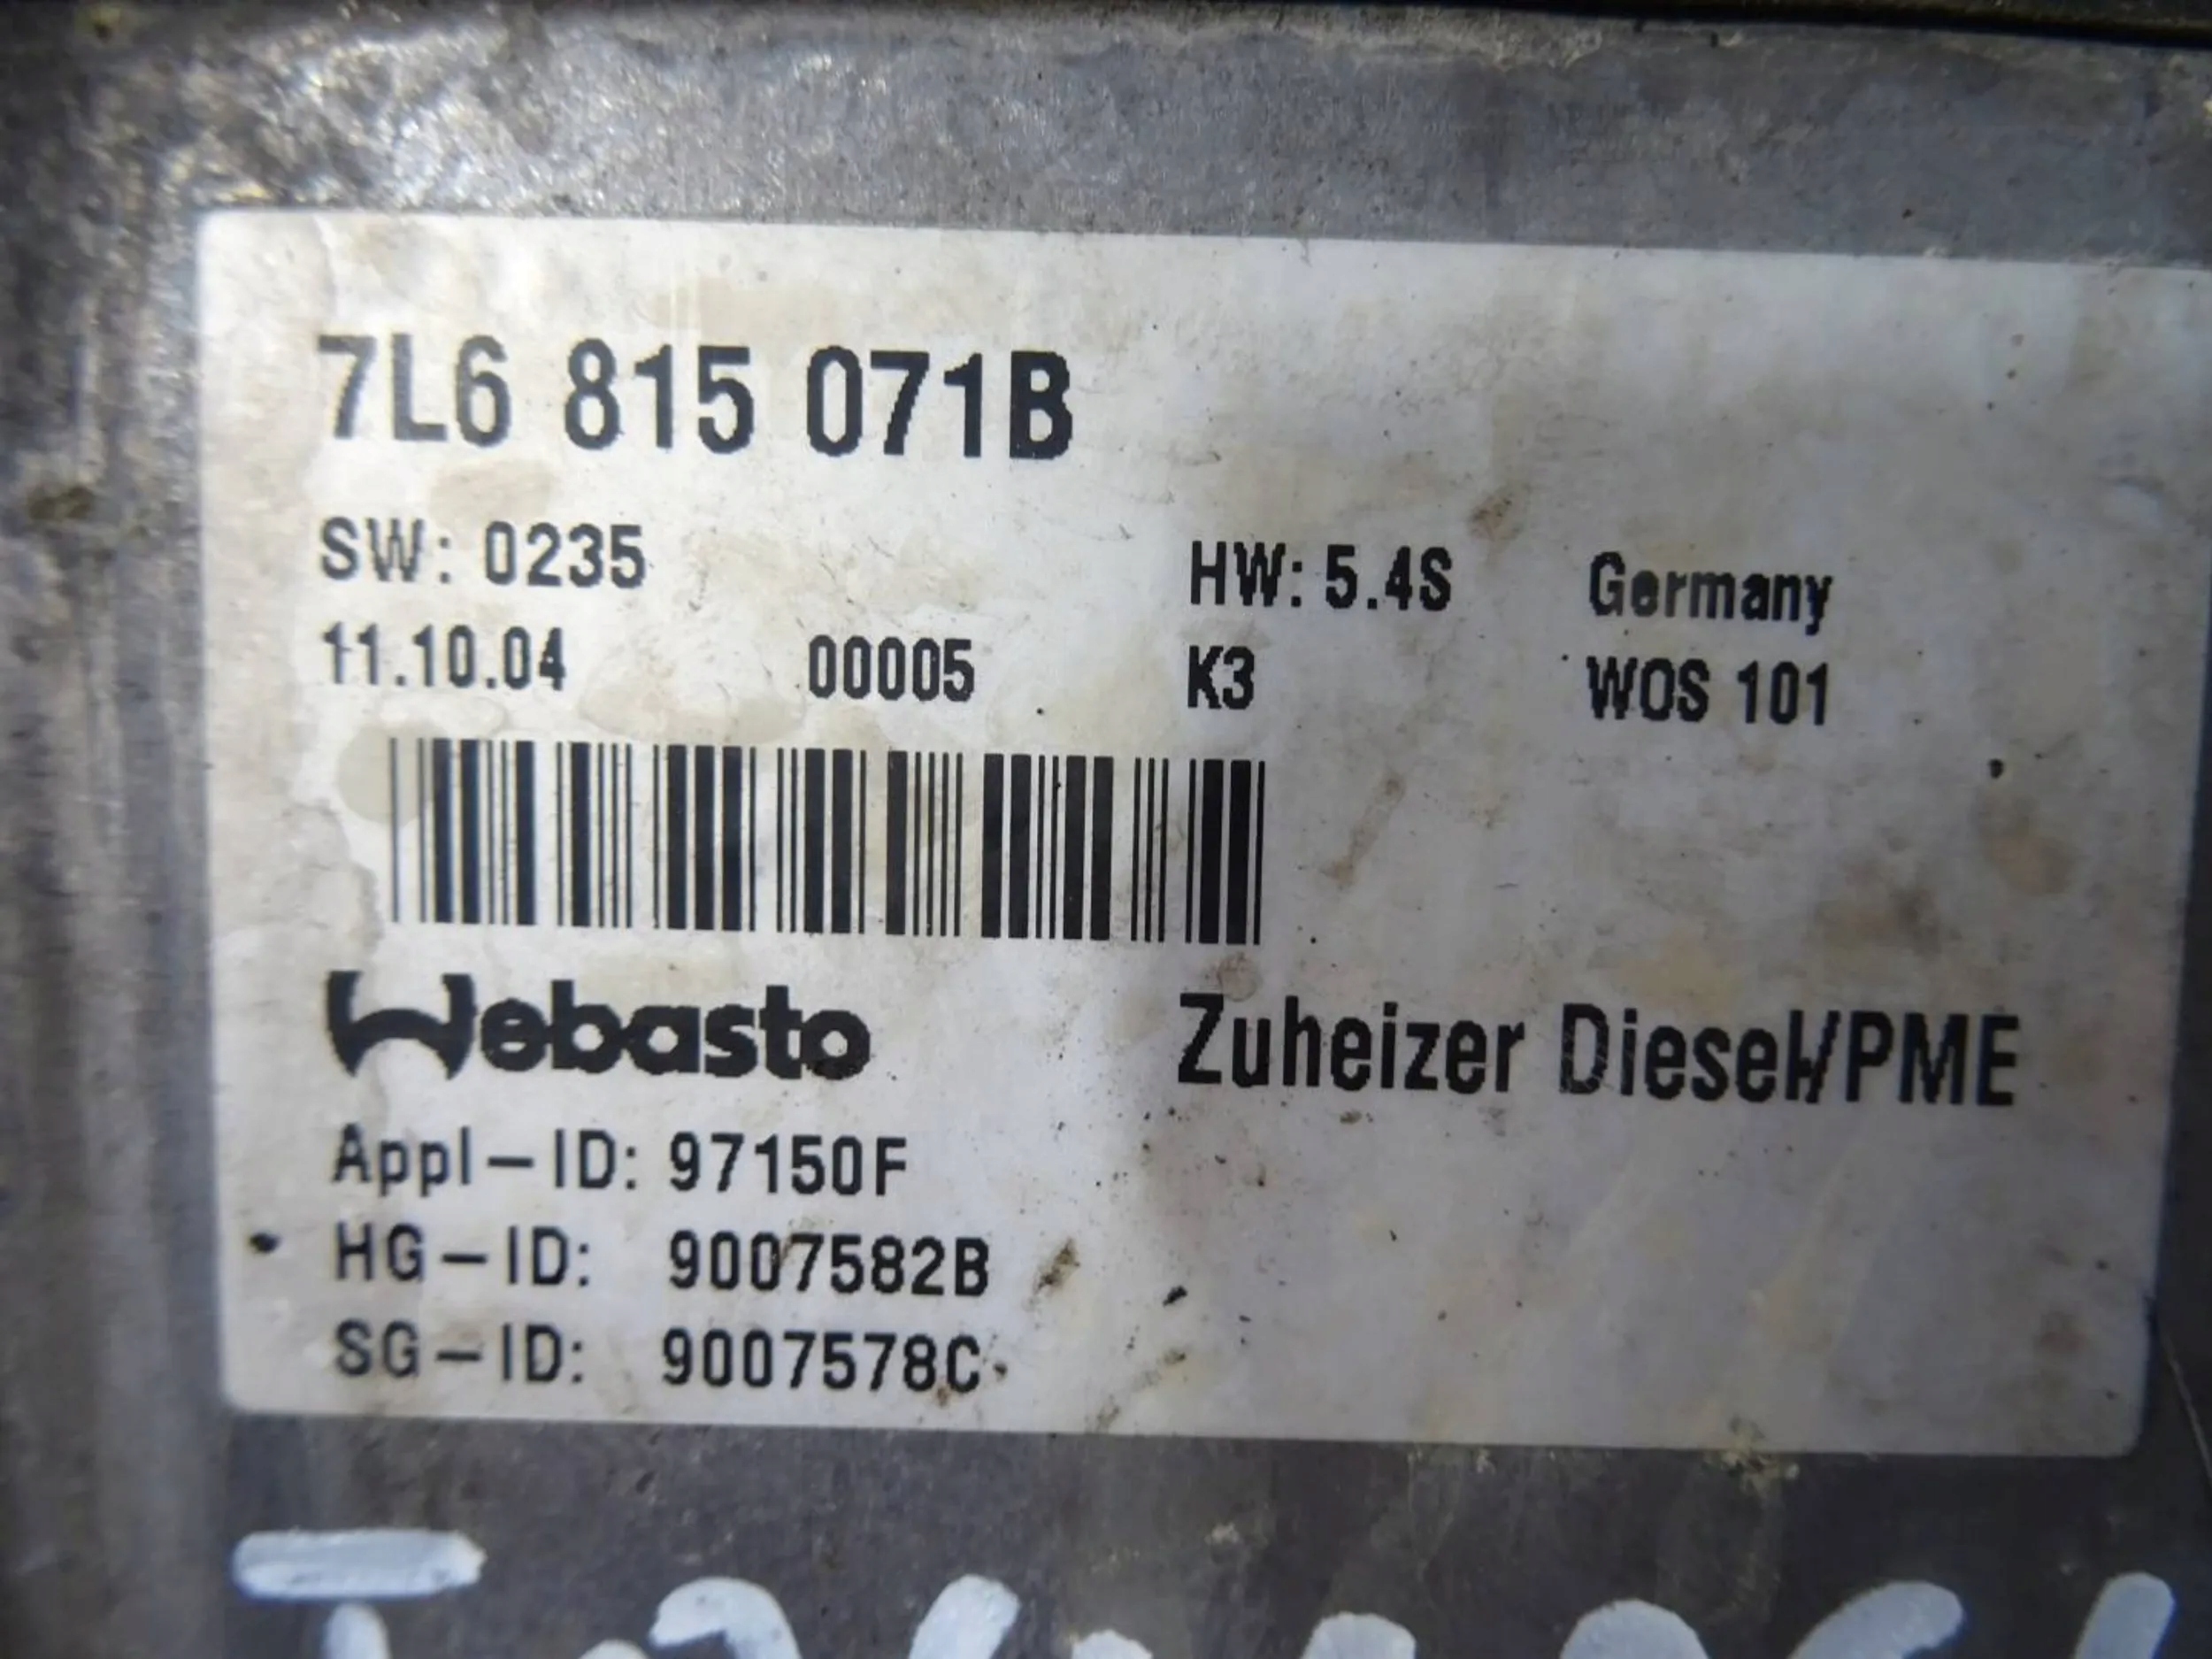 7L6 815 071B
SW: 0235 HW: 5.4S Germany
11.10.04 00005 K3 WOS 101
Webasto Zuheizer Diesel/PME
Appl-ID: 97150F
HG-ID: 9007582B
SG-ID: 9007578C